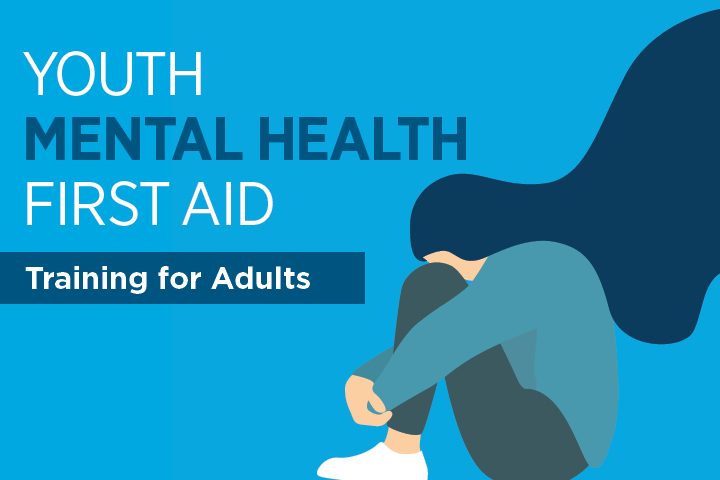 YOUTH
MENTAL HEALTH
FIRST AID
Training for Adults